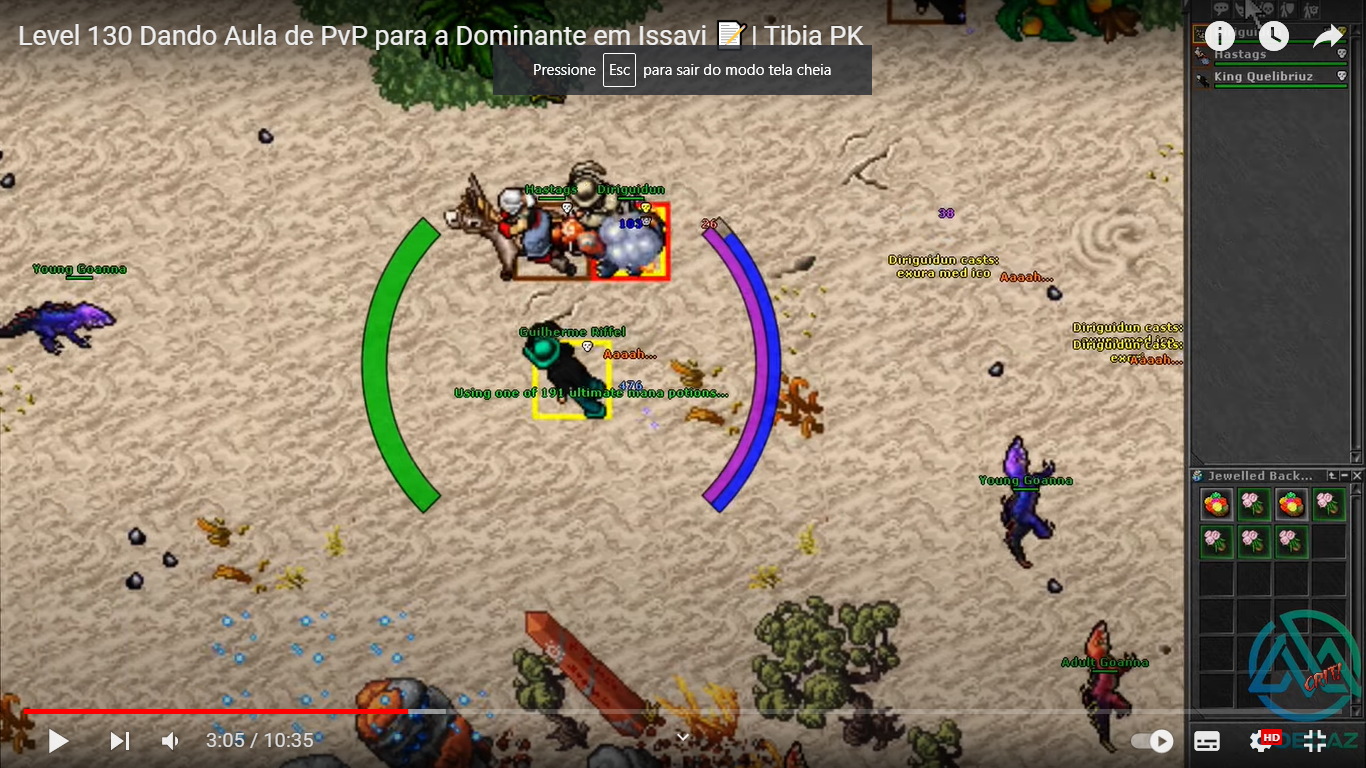 Level 130 Dando Aula de PvP para a Dominante em Issavi 📝 | Tibia PK
Pressione Esc para sair do modo tela cheia
Hastags
King Quelibriuz
Hastags Diriguidun
26
38
Young Goanna
Diriguidun casts:
exura med ico
Aaaah...
Guilherme Riffel
Aaaah...
476
Using one of 191 ultimate mana potions...
Diriguidun casts:
Diriguidun casts:
Aaaah...
Jewelled Back...
Young Goanna
Adult Goanna
CRIT!
3:05 / 10:35
HD